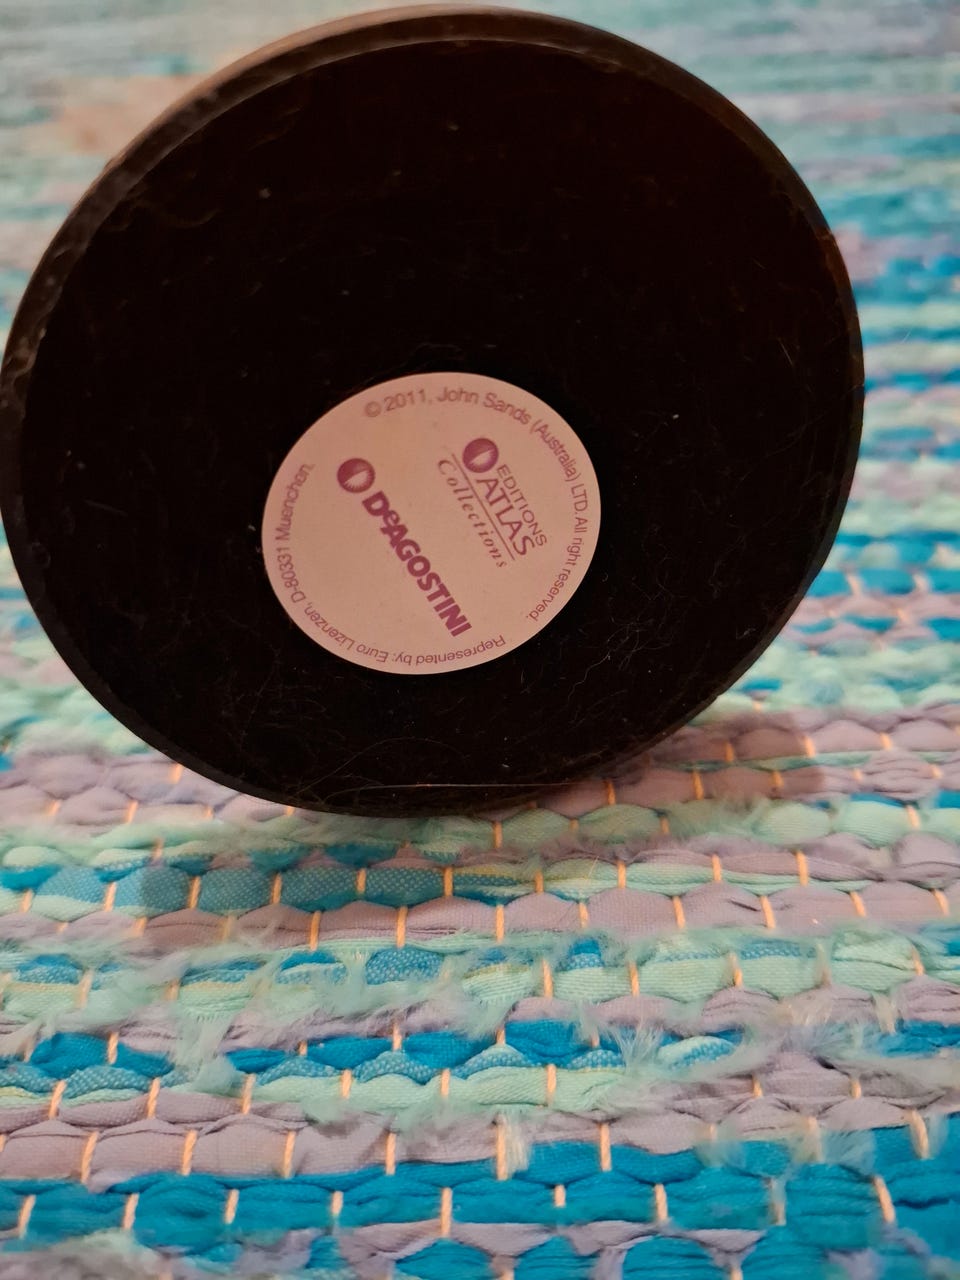 © 2011, John Sands (Australia) LTD. All right reserved.
EDITIONS
ATLAS
Collections
DeAGOSTINI
Represented by: Euro Lizenzen, D-80331 Muenchen.